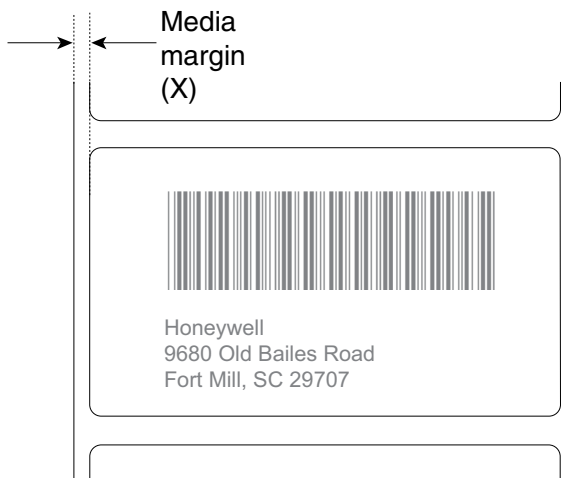 Media
margin
(X)
Honeywell
9680 Old Bailes Road
Fort Mill, SC 29707